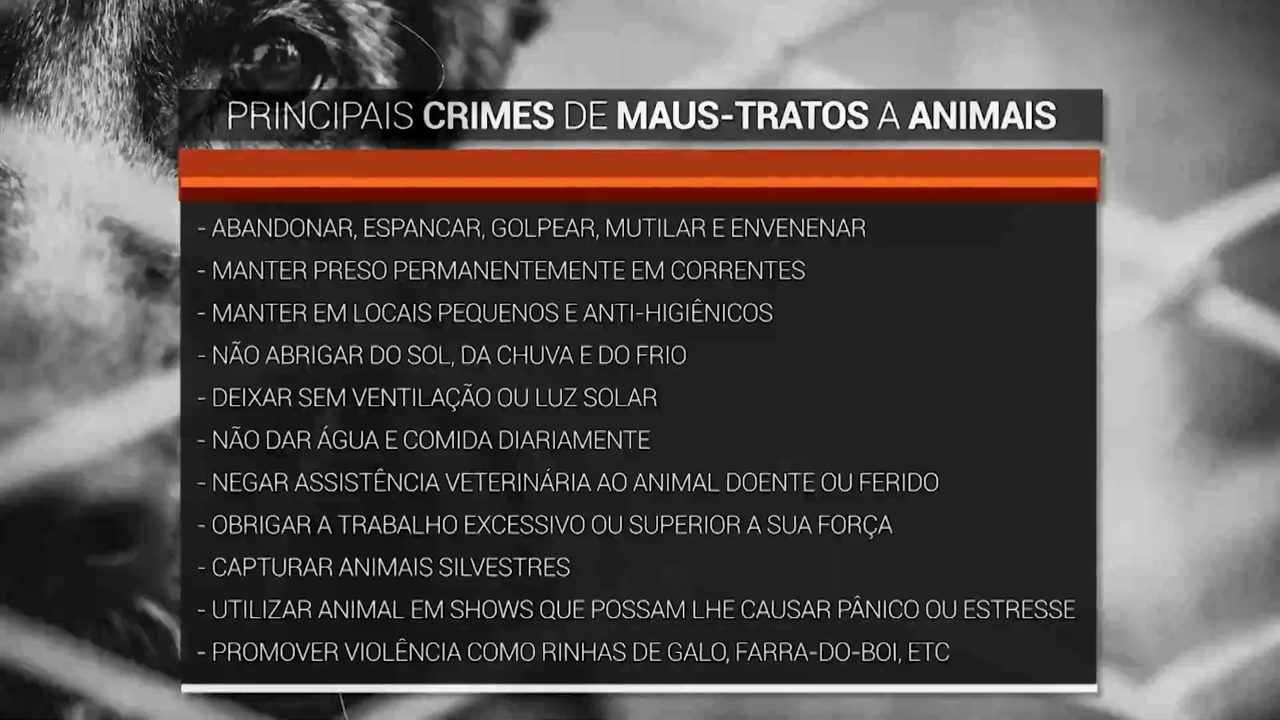 PRINCIPAIS CRIMES DE MAUS-TRATOS A ANIMAIS
- ABANDONAR, ESPANCAR, GOLPEAR, MUTILAR E ENVENENAR
- MANTER PRESO PERMANENTEMENTE EM CORRENTES
- MANTER EM LOCAIS PEQUENOS E ANTI-HIGIÊNICOS
- NÃO ABRIGAR DO SOL, DA CHUVA E DO FRIO
- DEIXAR SEM VENTILAÇÃO OU LUZ SOLAR
- NÃO DAR ÁGUA E COMIDA DIARIAMENTE
- NEGAR ASSISTÊNCIA VETERINÁRIA AO ANIMAL DOENTE OU FERIDO
- OBRIGAR A TRABALHO EXCESSIVO OU SUPERIOR A SUA FORÇA
- CAPTURAR ANIMAIS SILVESTRES
- UTILIZAR ANIMAL EM SHOWS QUE POSSAM LHE CAUSAR PÂNICO OU ESTRESSE
- PROMOVER VIOLÊNCIA COMO RINHAS DE GALO, FARRA-DO-BOI, ETC